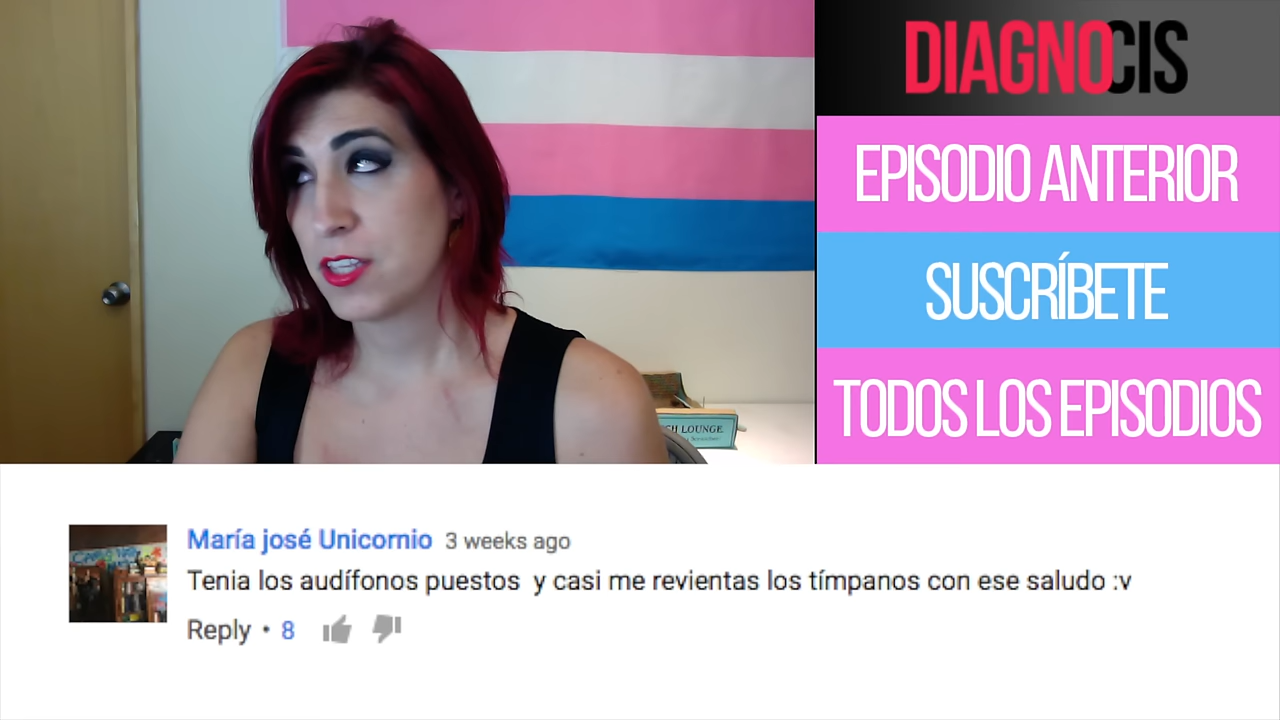 DIAGNOCIS
EPISODIO ANTERIOR
SUSCRÍBETE
TODOS LOS EPISODIOS
LOUNGE
María josé Unicornio 3 weeks ago
Tenia los audífonos puestos y casi me revientas los tímpanos con ese saludo :v
Reply • 8